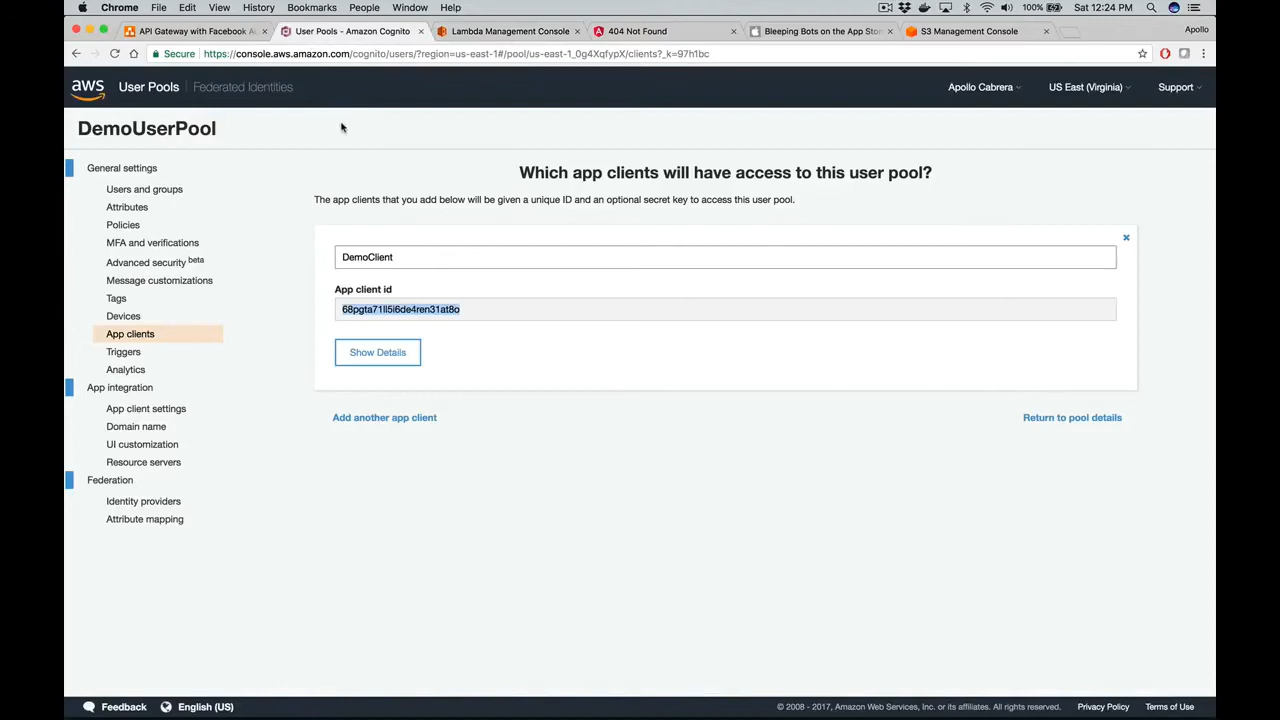 Chrome File Edit View History Bookmarks People Window Help 100% Sat 12:24 PM
API Gateway with Facebook A × User Pools - Amazon Cognito × Lambda Management Console × 404 Not Found × Bleeping Bots on the App Stor × S3 Management Console × Apollo
Secure https://console.aws.amazon.com/cognito/users/?region=us-east-1#/pool/us-east-1_0g4XqfypX/clients?_k=97h1bc
aws User Pools Federated Identities Apollo Cabrera US East (Virginia) Support
DemoUserPool
General settings
Users and groups
Attributes
Policies
MFA and verifications
Advanced security beta
Message customizations
Tags
Devices
App clients
Triggers
Analytics
App integration
App client settings
Domain name
UI customization
Resource servers
Federation
Identity providers
Attribute mapping
Which app clients will have access to this user pool?
The app clients that you add below will be given a unique ID and an optional secret key to access this user pool.
DemoClient
App client id
68pgta71ll5i6de4ren31at8o
Show Details
Add another app client Return to pool details
Feedback English (US) © 2008 - 2017, Amazon Web Services, Inc. or its affiliates. All rights reserved. Privacy Policy Terms of Use